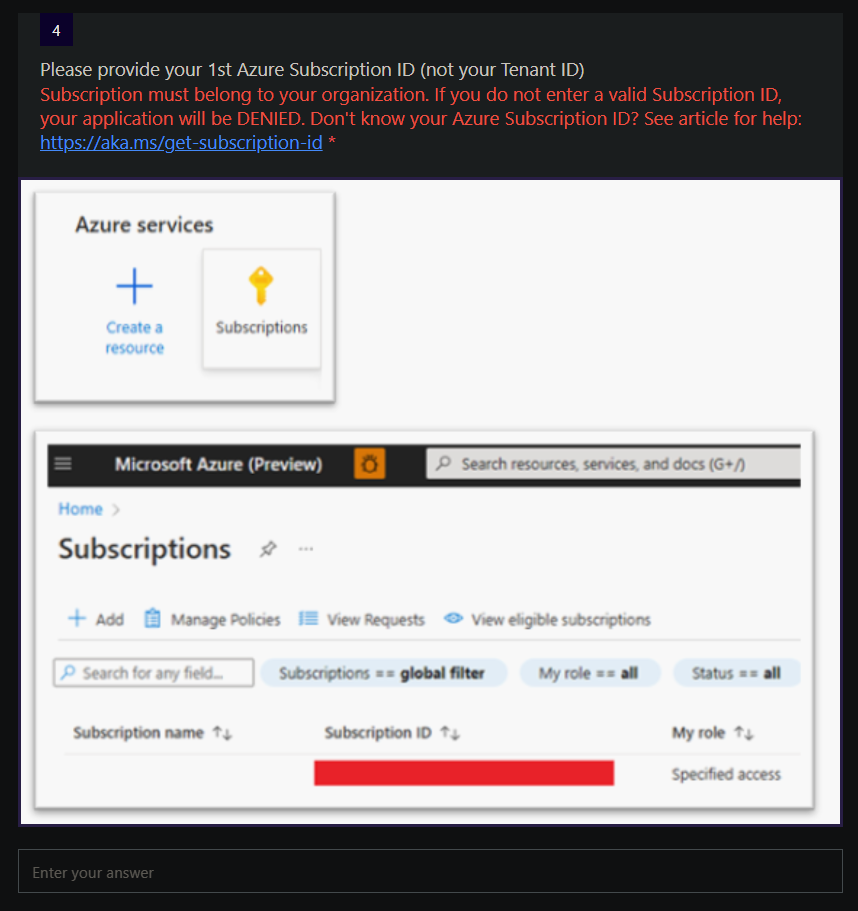 4
Please provide your 1st Azure Subscription ID (not your Tenant ID)
Subscription must belong to your organization. If you do not enter a valid Subscription ID,
your application will be DENIED. Don't know your Azure Subscription ID? See article for help:
https://aka.ms/get-subscription-id *
Azure services
Create a
resource
Subscriptions
Microsoft Azure (Preview)
Search resources, services, and docs (G+/)
Home >
Subscriptions
...
Add
Manage Policies
View Requests
View eligible subscriptions
Search for any field...
Subscriptions == global filter
My role == all
Status == all
Subscription name ↑↓
Subscription ID ↑↓
My role ↑↓
Specified access
Enter your answer